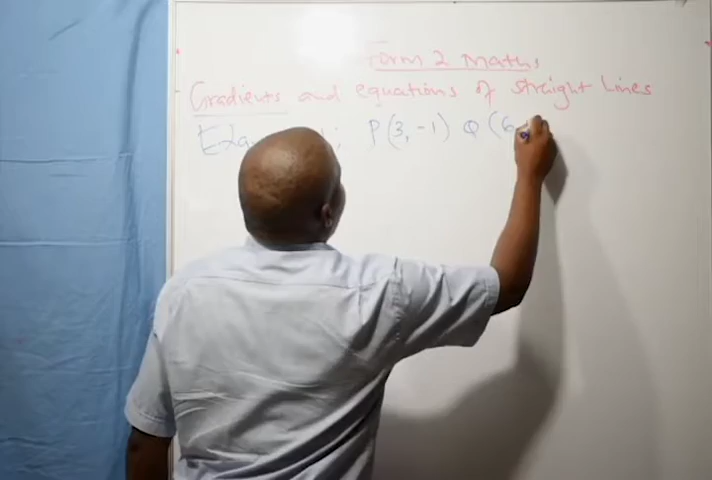 Form 2 Maths
Gradients and equations of straight lines
P(3, -1) Q (6